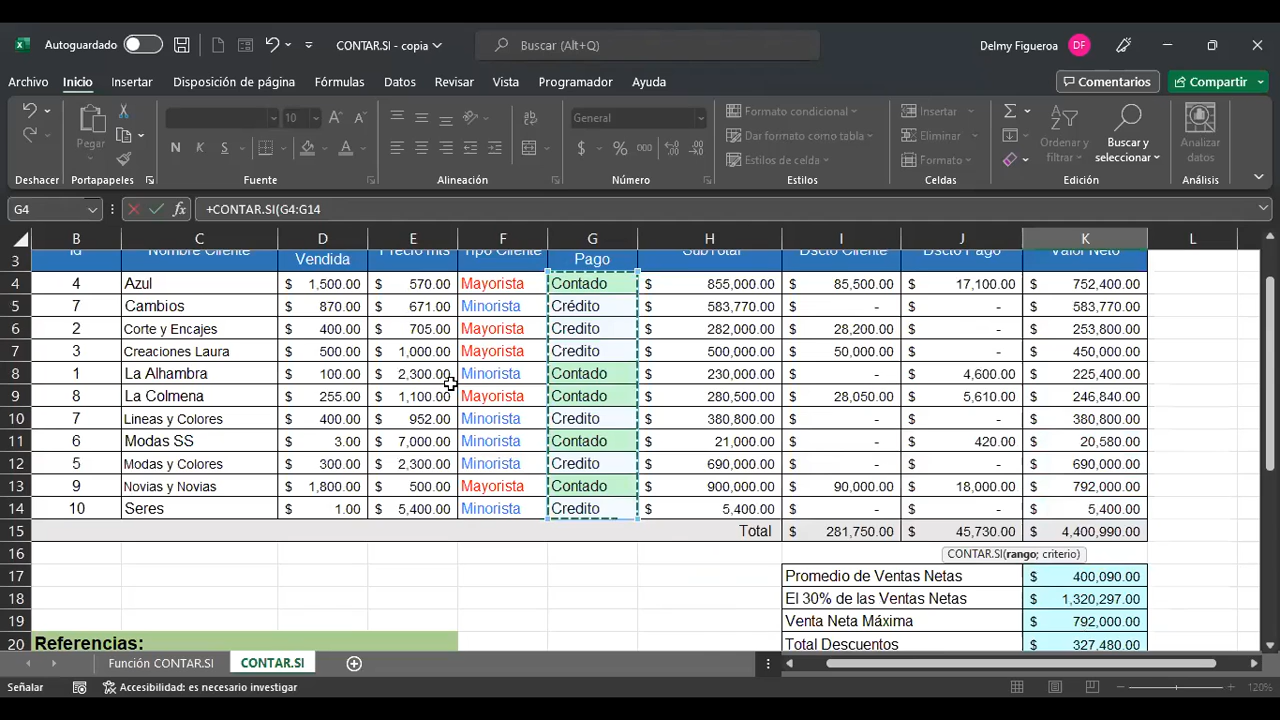 Autoguardado CONTAR.SI - copia Buscar (Alt+Q) Delmy Figueroa DF
Archivo Inicio Insertar Disposición de página Fórmulas Datos Revisar Vista Programador Ayuda Comentarios Compartir
Pegar
10
N K S
General
$ % 000
Formato condicional
Dar formato como tabla
Estilos de celda
Insertar
Eliminar
Formato
Ordenar y filtrar
Buscar y seleccionar
Analizar datos
Deshacer Portapapeles Fuente Alineación Número Estilos Celdas Edición Análisis
G4 +CONTAR.SI(G4:G14
B C D E F G H I J K L
3 Id Nombre Cliente Vendida Precio mts Tipo Cliente Pago SubTotal Dscto Cliente Dscto Pago Valor Neto
4 4 Azul $ 1,500.00 $ 570.00 Mayorista Contado $ 855,000.00 $ 85,500.00 $ 17,100.00 $ 752,400.00
5 7 Cambios $ 870.00 $ 671.00 Minorista Crédito $ 583,770.00 $ - $ - $ 583,770.00
6 2 Corte y Encajes $ 400.00 $ 705.00 Mayorista Credito $ 282,000.00 $ 28,200.00 $ - $ 253,800.00
7 3 Creaciones Laura $ 500.00 $ 1,000.00 Mayorista Credito $ 500,000.00 $ 50,000.00 $ - $ 450,000.00
8 1 La Alhambra $ 100.00 $ 2,300.00 Minorista Contado $ 230,000.00 $ - $ 4,600.00 $ 225,400.00
9 8 La Colmena $ 255.00 $ 1,100.00 Mayorista Contado $ 280,500.00 $ 28,050.00 $ 5,610.00 $ 246,840.00
10 7 Lineas y Colores $ 400.00 $ 952.00 Minorista Credito $ 380,800.00 $ - $ - $ 380,800.00
11 6 Modas SS $ 3.00 $ 7,000.00 Minorista Contado $ 21,000.00 $ - $ 420.00 $ 20,580.00
12 5 Modas y Colores $ 300.00 $ 2,300.00 Minorista Credito $ 690,000.00 $ - $ - $ 690,000.00
13 9 Novias y Novias $ 1,800.00 $ 500.00 Mayorista Contado $ 900,000.00 $ 90,000.00 $ 18,000.00 $ 792,000.00
14 10 Seres $ 1.00 $ 5,400.00 Minorista Credito $ 5,400.00 $ - $ - $ 5,400.00
15 Total $ 281,750.00 $ 45,730.00 $ 4,400,990.00
16 CONTAR.SI(rango; criterio)
17 Promedio de Ventas Netas $ 400,090.00
18 El 30% de las Ventas Netas $ 1,320,297.00
19 Venta Neta Máxima $ 792,000.00
20 Referencias: Total Descuentos $ 327,480.00
Función CONTAR.SI CONTAR.SI
Señalar Accesibilidad: es necesario investigar 120%